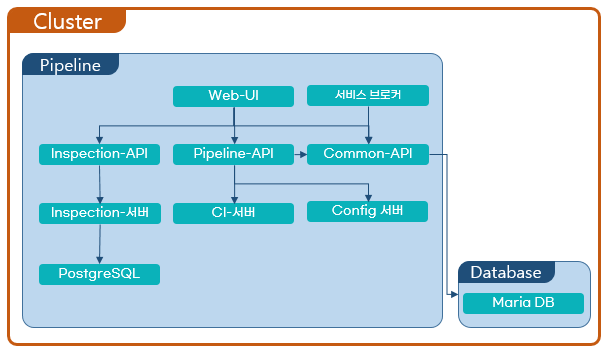 Cluster
Pipeline
Web-UI
서비스 브로커
Inspection-API
Pipeline-API
Common-API
Inspection-서버
CI-서버
Config 서버
PostgreSQL
Database
Maria DB